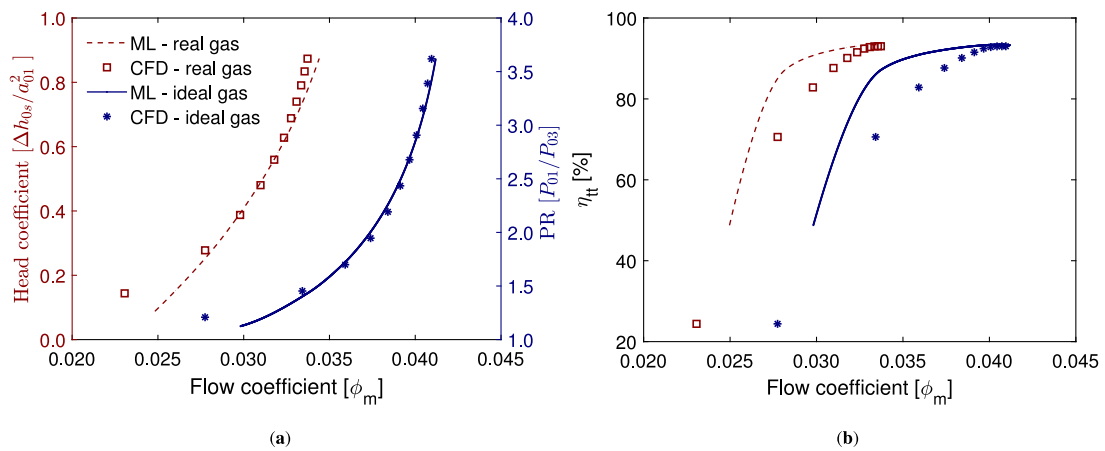 Head coefficient [Δh₀ₛ/a²₀₁]
1.0
0.8
0.6
0.4
0.2
0.0
ML - real gas
CFD - real gas
ML - ideal gas
CFD - ideal gas
4.0
3.5
3.0
2.5
2.0
1.5
1.0
PR [P₀₁/P₀₃]
0.020 0.025 0.030 0.035 0.040 0.045
Flow coefficient [ϕₘ]
(a)
ηₜₜ [%]
100
80
60
40
20
0.020 0.025 0.030 0.035 0.040 0.045
Flow coefficient [ϕₘ]
(b)